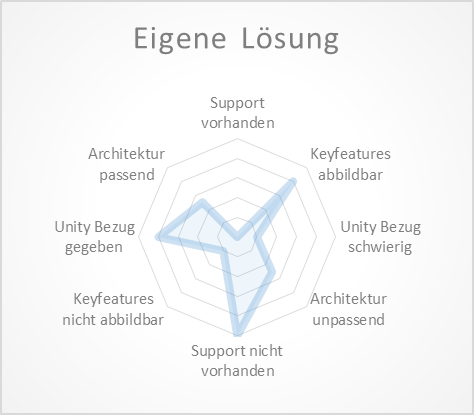 Eigene Lösung
Support
vorhanden
Architektur
passend
Keyfeatures
abbildbar
Unity Bezug
gegeben
Unity Bezug
schwierig
Keyfeatures
nicht abbildbar
Architektur
unpassend
Support nicht
vorhanden